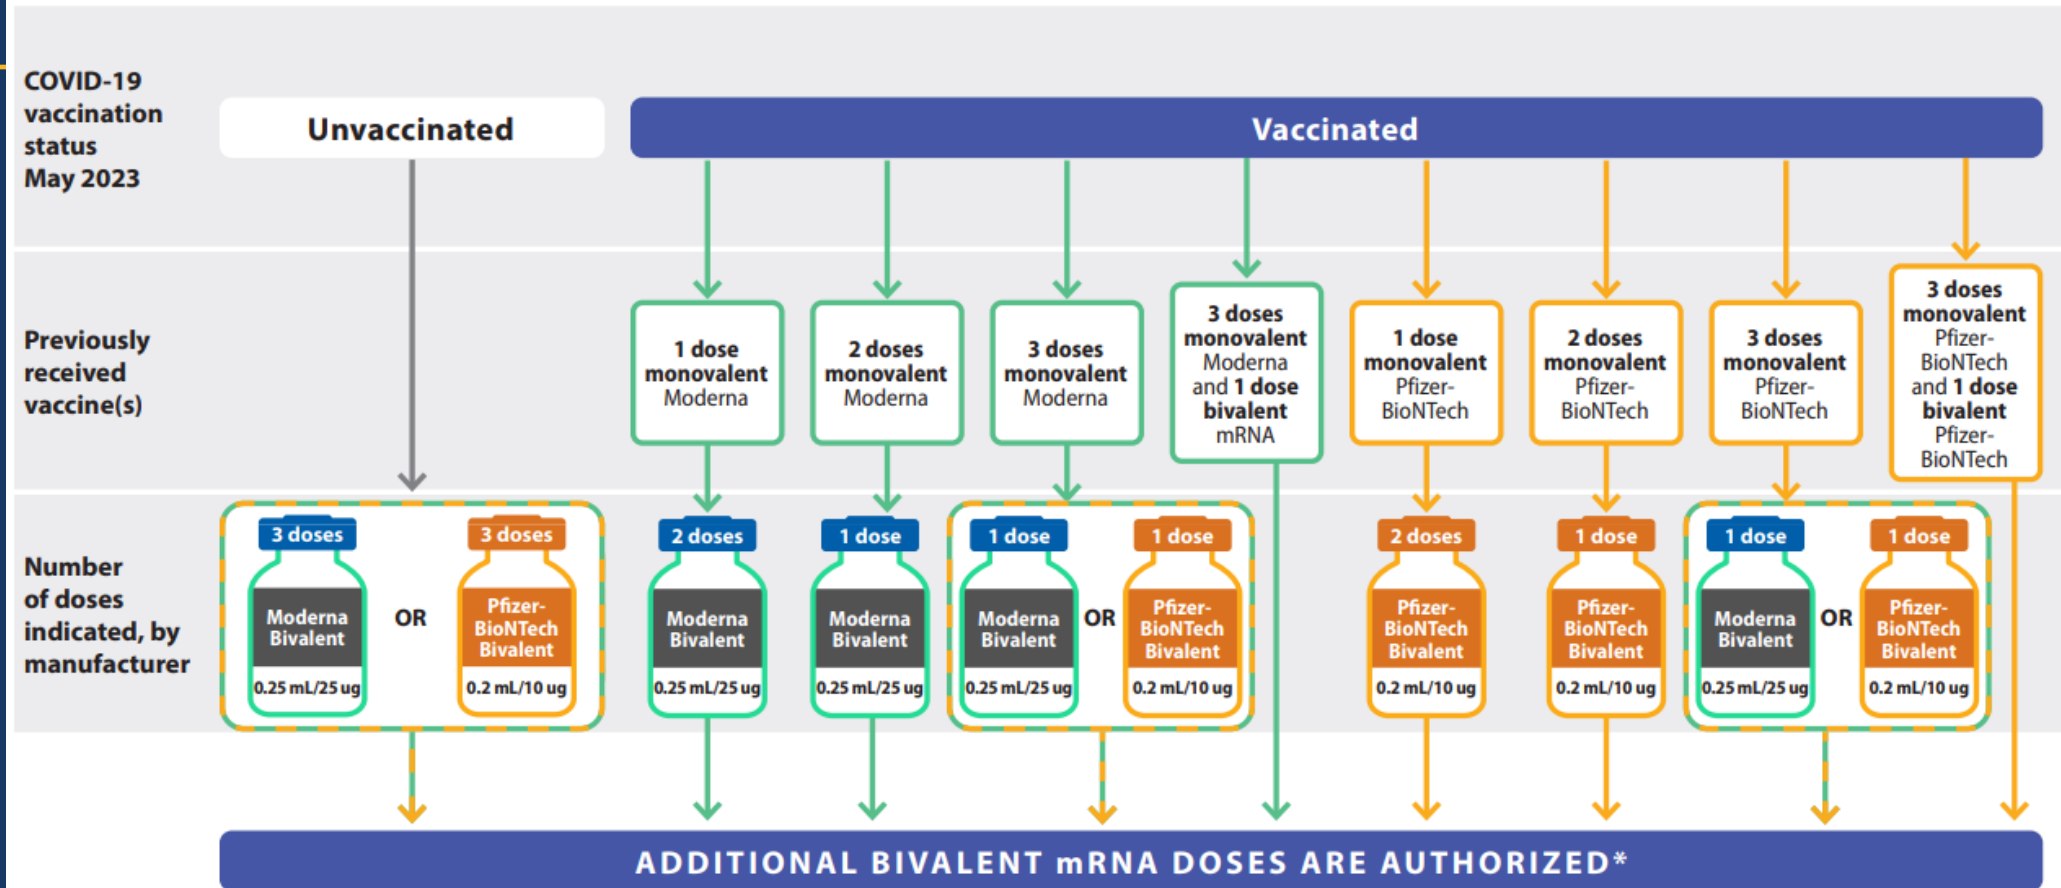 COVID-19
vaccination
status
May 2023
Unvaccinated
Vaccinated
Previously
received
vaccine(s)
1 dose
monovalent
Moderna
2 doses
monovalent
Moderna
3 doses
monovalent
Moderna
3 doses
monovalent
Moderna
and 1 dose
bivalent
mRNA
1 dose
monovalent
Pfizer-
BioNTech
2 doses
monovalent
Pfizer-
BioNTech
3 doses
monovalent
Pfizer-
BioNTech
3 doses
monovalent
Pfizer-
BioNTech
and 1 dose
bivalent
Pfizer-
BioNTech
Number
of doses
indicated, by
manufacturer
3 doses
Moderna
Bivalent
0.25 mL/25 ug
OR
3 doses
Pfizer-
BioNTech
Bivalent
0.2 mL/10 ug
2 doses
Moderna
Bivalent
0.25 mL/25 ug
1 dose
Moderna
Bivalent
0.25 mL/25 ug
1 dose
Moderna
Bivalent
0.25 mL/25 ug
OR
1 dose
Pfizer-
BioNTech
Bivalent
0.2 mL/10 ug
2 doses
Pfizer-
BioNTech
Bivalent
0.2 mL/10 ug
1 dose
Pfizer-
BioNTech
Bivalent
0.2 mL/10 ug
1 dose
Moderna
Bivalent
0.25 mL/25 ug
OR
1 dose
Pfizer-
BioNTech
Bivalent
0.2 mL/10 ug
ADDITIONAL BIVALENT mRNA DOSES ARE AUTHORIZED*